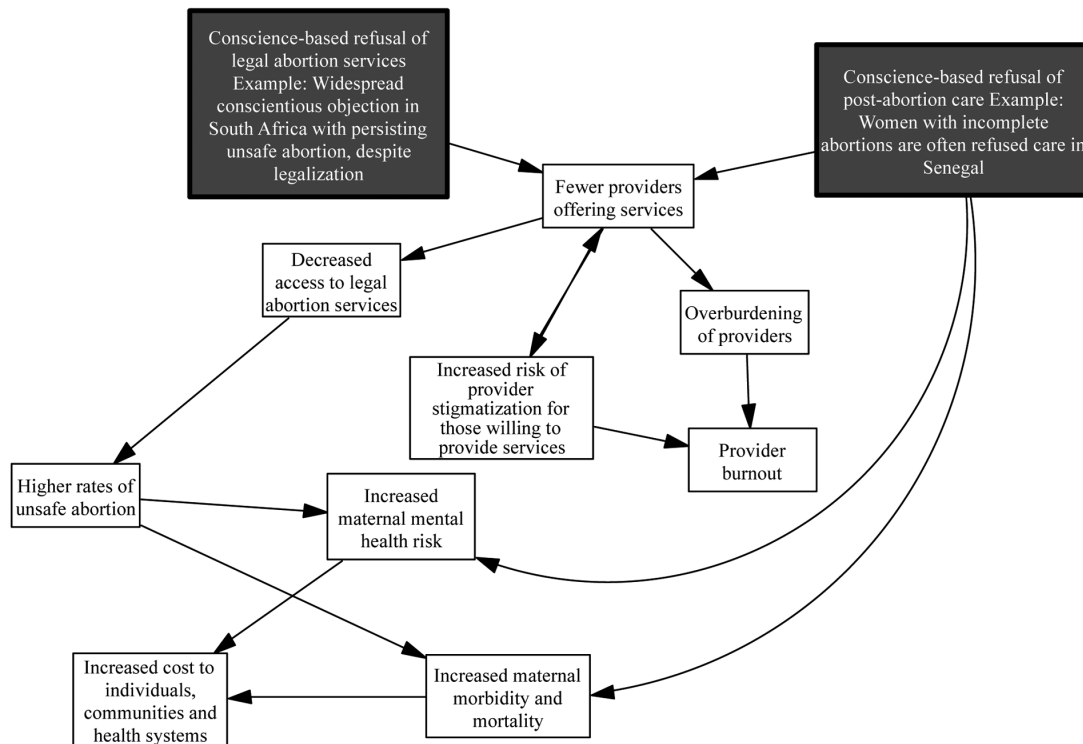 Conscience-based refusal of
legal abortion services
Example: Widespread
conscientious objection in
South Africa with persisting
unsafe abortion, despite
legalization
Conscience-based refusal of
post-abortion care Example:
Women with incomplete
abortions are often refused care in
Senegal
Fewer providers
offering services
Decreased
access to legal
abortion services
Overburdening
of providers
Increased risk of
provider
stigmatization for
those willing to
provide services
Provider
burnout
Higher rates of
unsafe abortion
Increased
maternal mental
health risk
Increased cost to
individuals,
communities and
health systems
Increased maternal
morbidity and
mortality